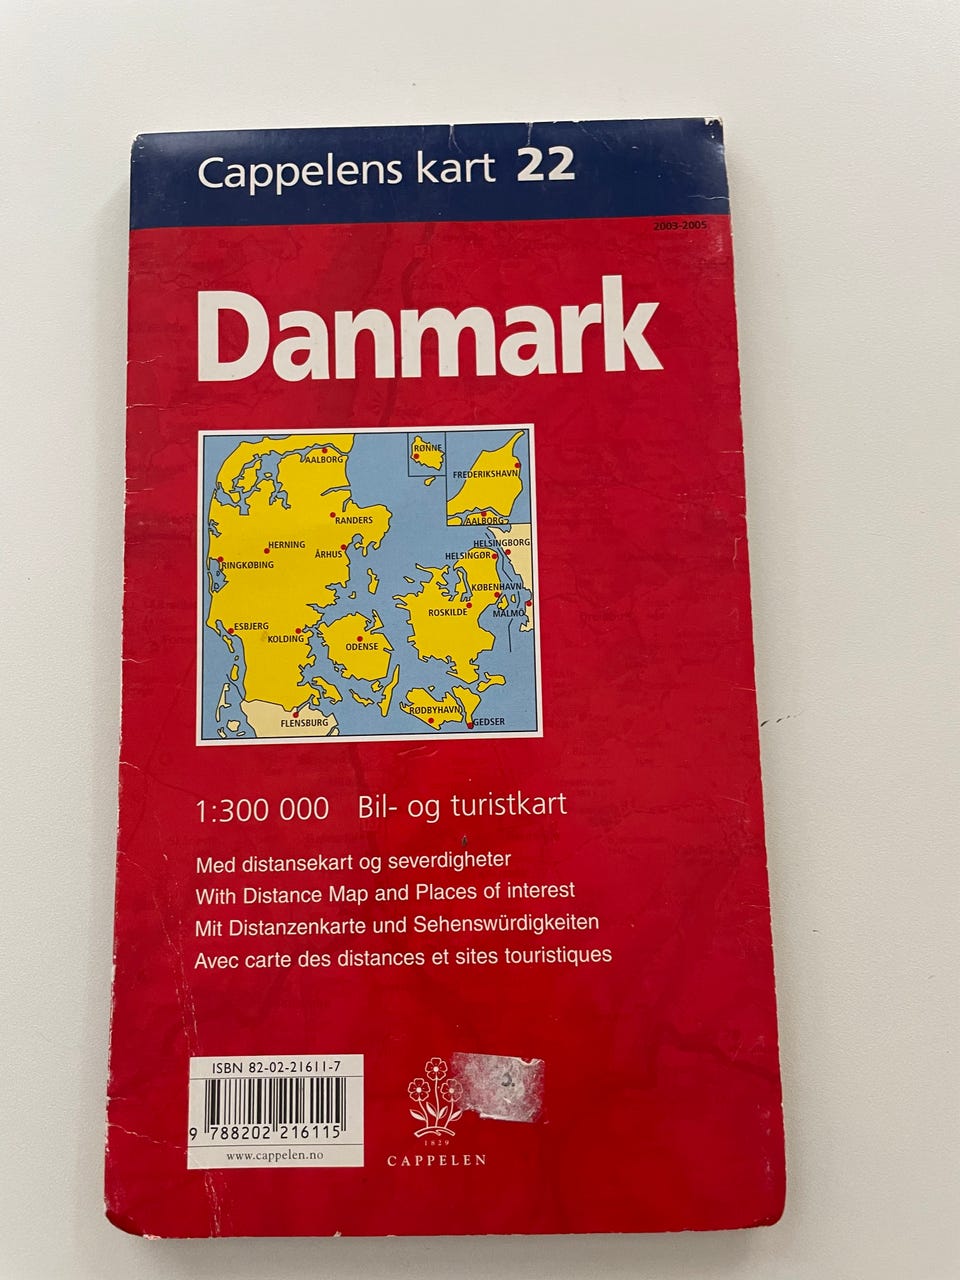 Cappelens kart 22
2003-2005
Danmark
RØNNE
AALBORG
FREDERIKSHAVN
RANDERS
AALBORG
HERNING
ÅRHUS
HELSINGBORG
HELSINGØR
RINGKØBING
KØBENHAVN
ROSKILDE
MALMÖ
ESBJERG
KOLDING
ODENSE
RØDBYHAVN
FLENSBURG
GEDSER
1:300 000 Bil- og turistkart
Med distansekart og severdigheter
With Distance Map and Places of interest
Mit Distanzenkarte und Sehenswürdigkeiten
Avec carte des distances et sites touristiques
ISBN 82-02-21611-7
9 788202 216115
www.cappelen.no
1829
CAPPELEN